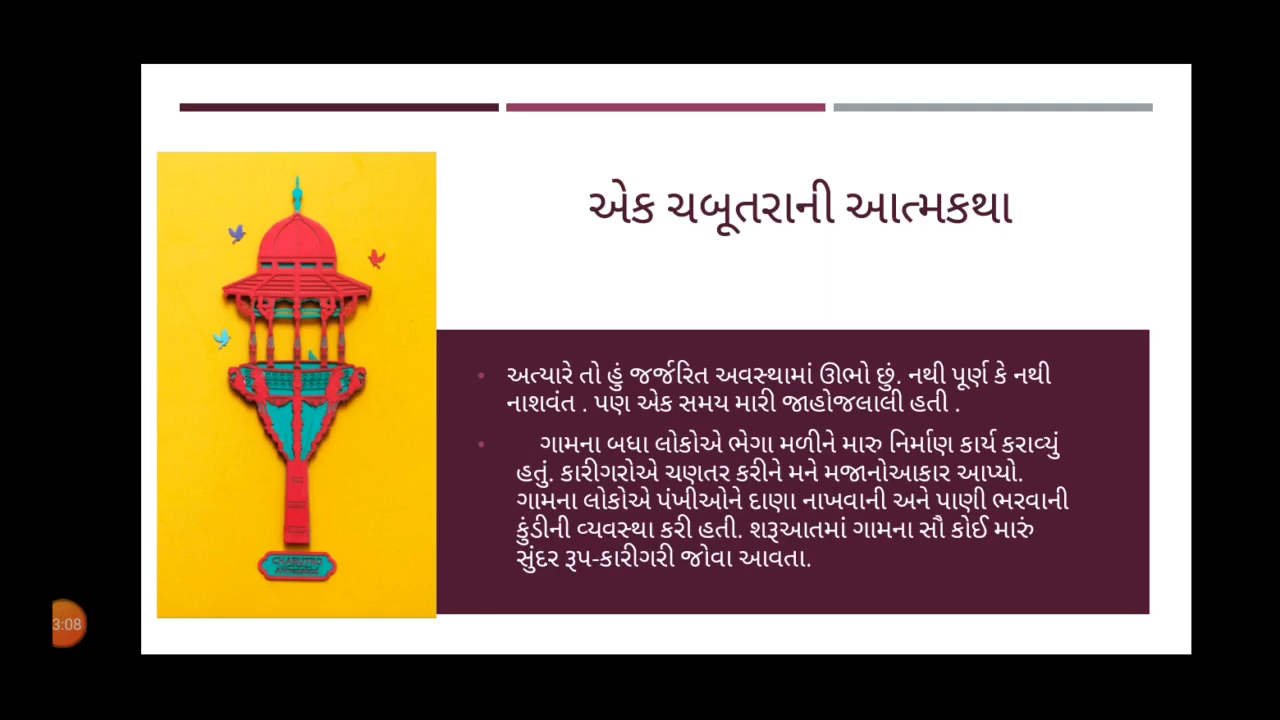 એક ચબૂતરાની આત્મકથા
• અત્યારે તો હું જર્જરિત અવસ્થામાં ઊભો છું. નથી પૂર્ણ કે નથી
નાશવંત . પણ એક સમય મારી જાહોજલાલી હતી .
• ગામના બધા લોકોએ ભેગા મળીને મારુ નિર્માણ કાર્ય કરાવ્યું
હતું. કારીગરોએ ચણતર કરીને મને મજાનોઆકાર આપ્યો.
ગામના લોકોએ પંખીઓને દાણા નાખવાની અને પાણી ભરવાની
કુંડીની વ્યવસ્થા કરી હતી. શરૂઆતમાં ગામના સૌ કોઈ મારું
સુંદર રૂપ-કારીગરી જોવા આવતા.
CHABUTRO
3:08